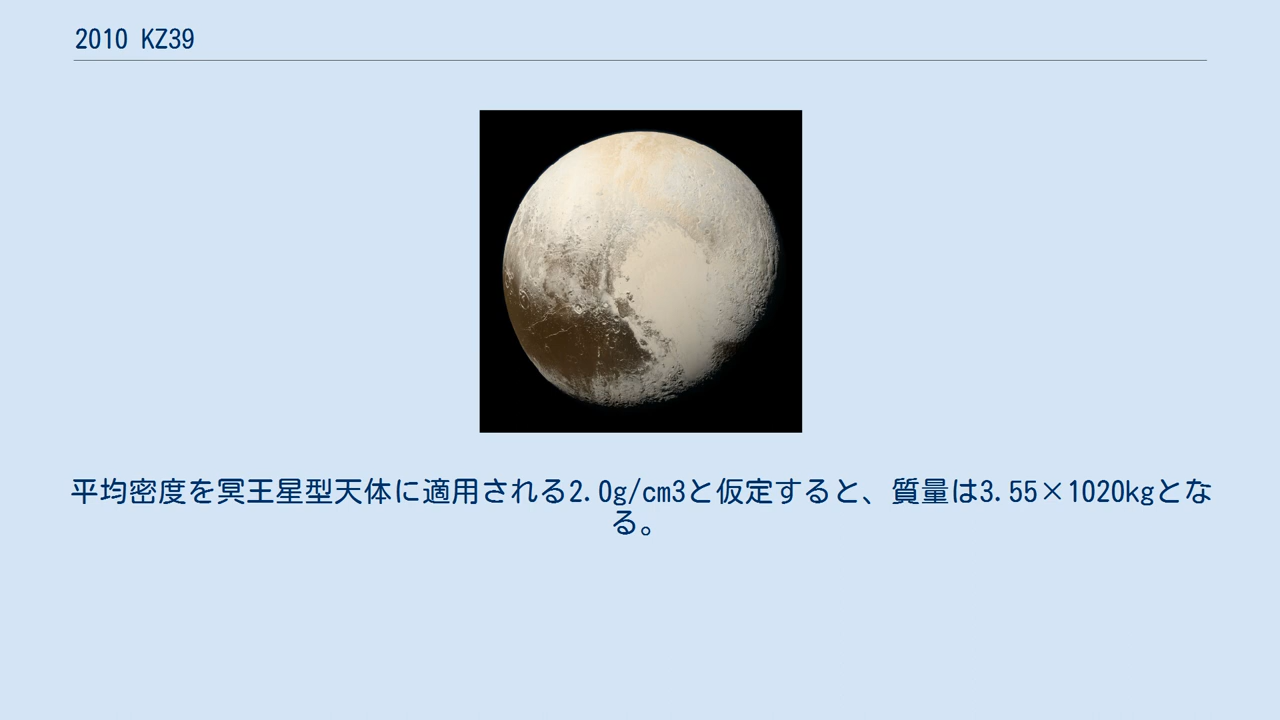 2010 KZ39
平均密度を冥王星型天体に適用される2.0g/cm3と仮定すると、質量は3.55×1020kgとな
る。